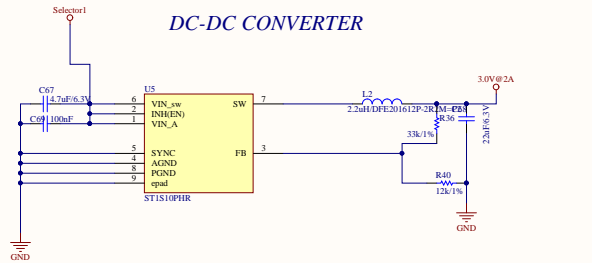 Selector1
DC-DC CONVERTER
3.0V@2A
C67
4.7uF/6.3V
C69 100nF
U5
6 VIN_sw
2 INH(EN)
1 VIN_A
5 SYNC
4 AGND
8 PGND
9 epad
SW 7
FB 3
ST1S10PHR
L2
2.2uH/DFE201612P-2R2M=P2
R36
33k/1%
22uF/6.3V
R40
12k/1%
GND
GND